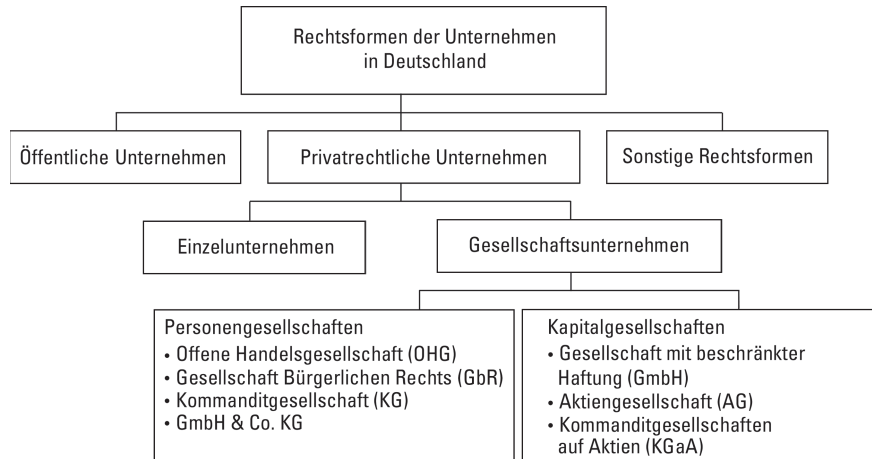 Rechtsformen der Unternehmen
in Deutschland
Öffentliche Unternehmen
Privatrechtliche Unternehmen
Sonstige Rechtsformen
Einzelunternehmen
Gesellschaftsunternehmen
Personengesellschaften
• Offene Handelsgesellschaft (OHG)
• Gesellschaft Bürgerlichen Rechts (GbR)
• Kommanditgesellschaft (KG)
• GmbH & Co. KG
Kapitalgesellschaften
• Gesellschaft mit beschränkter
Haftung (GmbH)
• Aktiengesellschaft (AG)
• Kommanditgesellschaften
auf Aktien (KGaA)